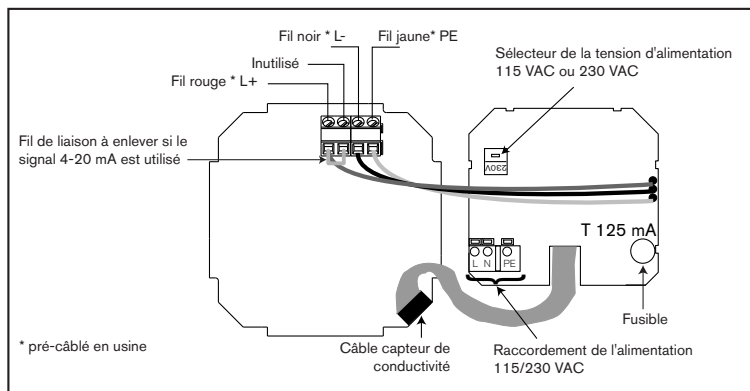 Fil noir * L-
Fil jaune* PE
Inutilisé
Fil rouge * L+
Sélecteur de la tension d'alimentation
115 VAC ou 230 VAC
Fil de liaison à enlever si le
signal 4-20 mA est utilisé
230V
T 125 mA
L N PE
Fusible
* pré-câblé en usine
Câble capteur de
conductivité
Raccordement de l'alimentation
115/230 VAC